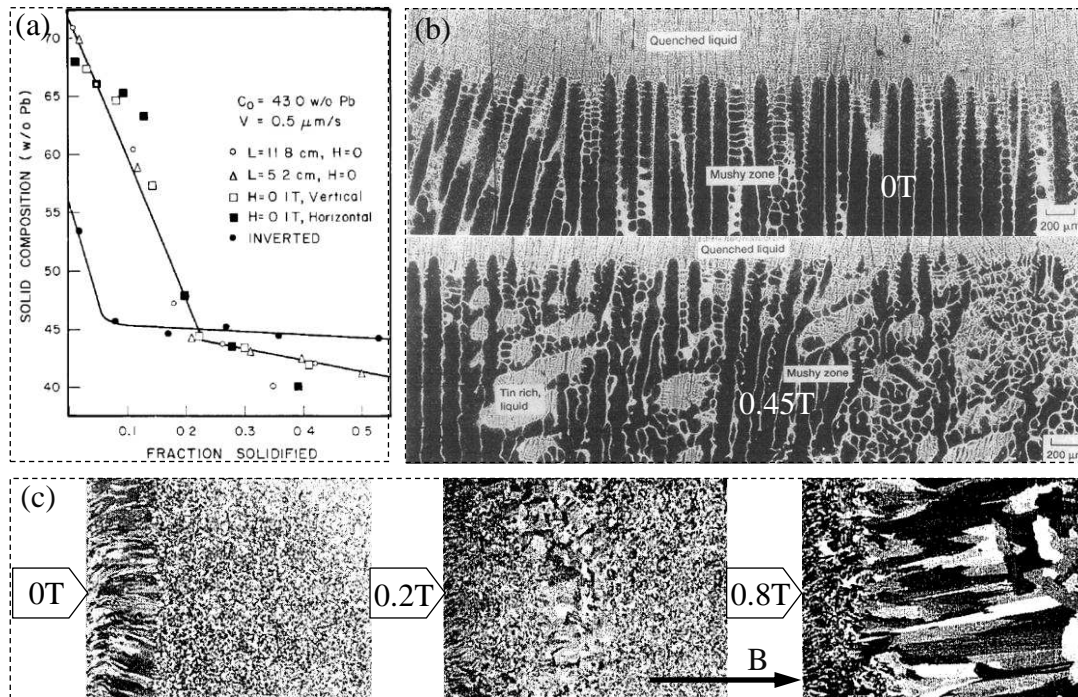 (a)
70
65
60
55
50
45
40
SOLID COMPOSITION (w/o Pb)
C₀ = 43.0 w/o Pb
V = 0.5 μm/s
○ L=11.8 cm, H=0
△ L=5.2 cm, H=0
□ H=0.1T, Vertical
■ H=0.1T, Horizontal
● INVERTED
0.1 0.2 0.3 0.4 0.5
FRACTION SOLIDIFIED
(b)
Quenched liquid
Mushy zone
0T
200 μm
Quenched liquid
Tin rich,
liquid
Mushy zone
0.45T
200 μm
(c)
0T
0.2T
0.8T
B